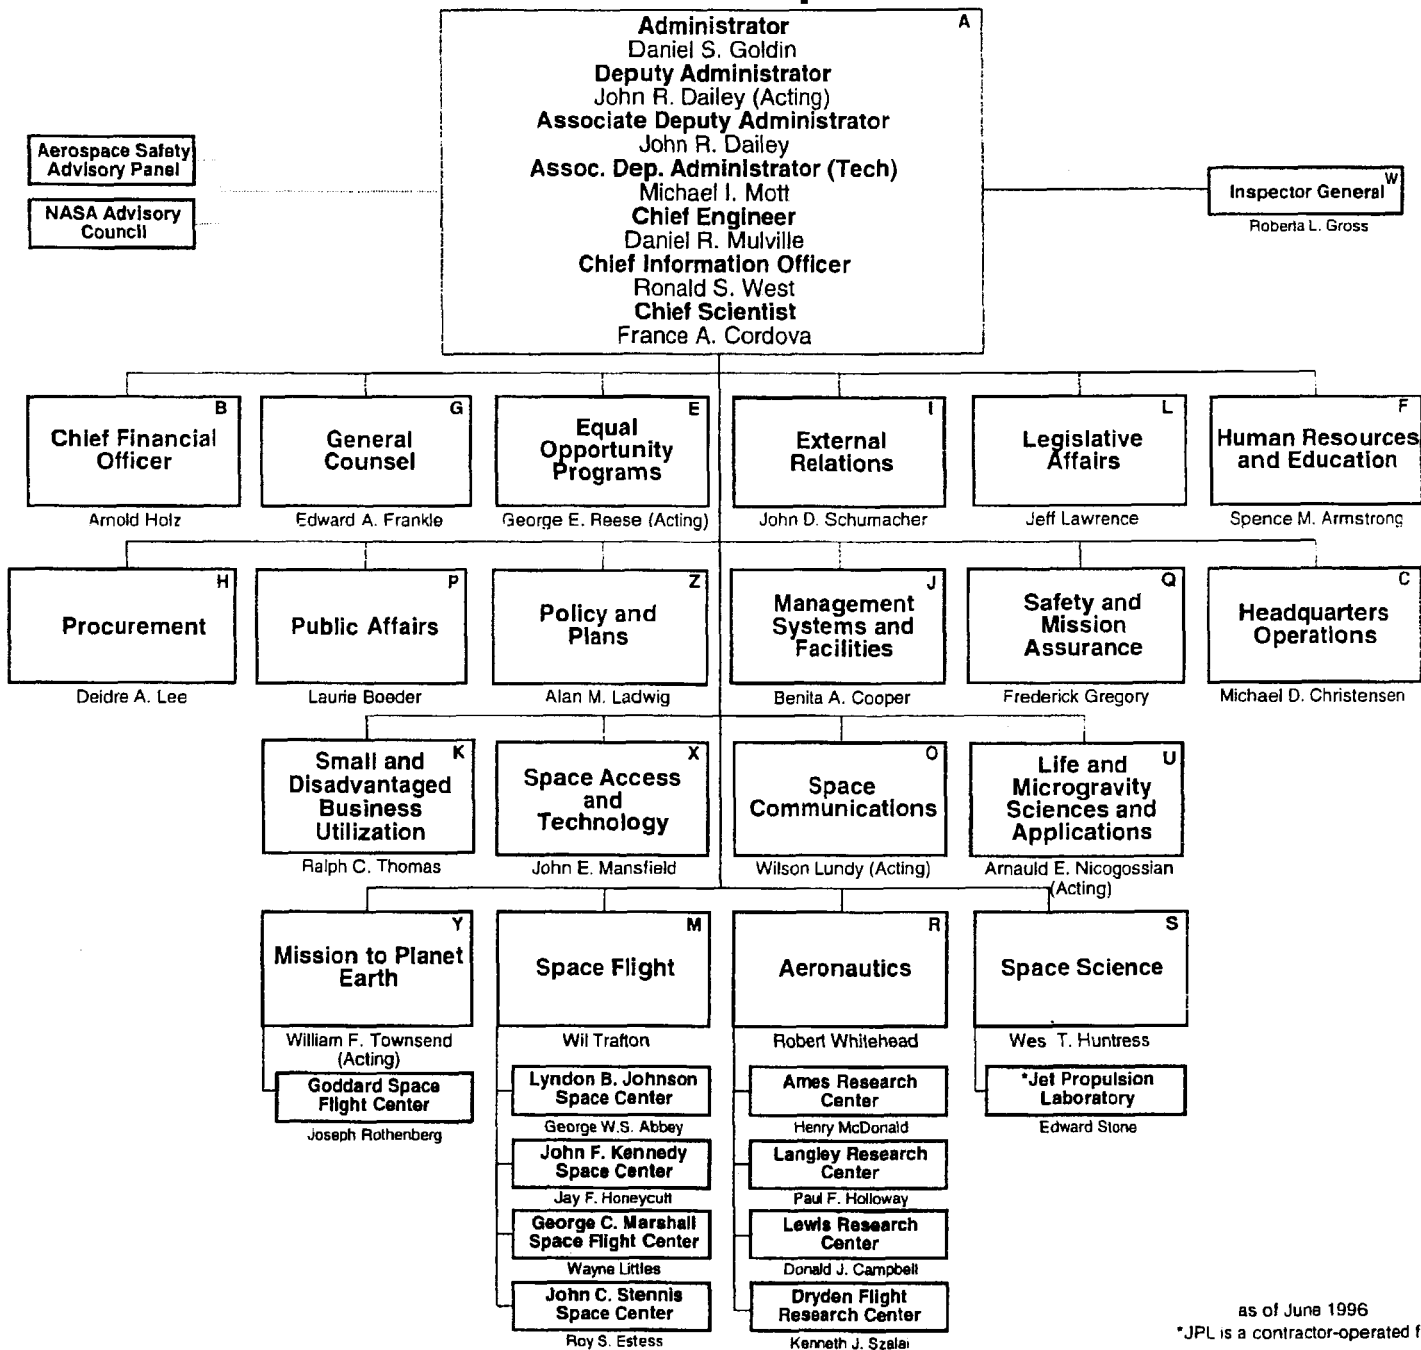 A
Administrator
Daniel S. Goldin
Deputy Administrator
John R. Dailey (Acting)
Associate Deputy Administrator
John R. Dailey
Assoc. Dep. Administrator (Tech)
Michael I. Mott
Chief Engineer
Daniel R. Mulville
Chief Information Officer
Ronald S. West
Chief Scientist
France A. Cordova
Aerospace Safety
Advisory Panel
NASA Advisory
Council
W
Inspector General
Roberta L. Gross
B
Chief Financial
Officer
Arnold Holz
G
General
Counsel
Edward A. Frankle
E
Equal
Opportunity
Programs
George E. Reese (Acting)
I
External
Relations
John D. Schumacher
L
Legislative
Affairs
Jeff Lawrence
F
Human Resources
and Education
Spence M. Armstrong
H
Procurement
Deidre A. Lee
P
Public Affairs
Laurie Boeder
Z
Policy and
Plans
Alan M. Ladwig
J
Management
Systems and
Facilities
Benita A. Cooper
Q
Safety and
Mission
Assurance
Frederick Gregory
C
Headquarters
Operations
Michael D. Christensen
K
Small and
Disadvantaged
Business
Utilization
Ralph C. Thomas
X
Space Access
and
Technology
John E. Mansfield
O
Space
Communications
Wilson Lundy (Acting)
U
Life and
Microgravity
Sciences and
Applications
Arnauld E. Nicogossian
(Acting)
Y
Mission to Planet
Earth
William F. Townsend
(Acting)
Goddard Space
Flight Center
Joseph Rothenberg
M
Space Flight
Wil Trafton
Lyndon B. Johnson
Space Center
George W.S. Abbey
John F. Kennedy
Space Center
Jay F. Honeycutt
George C. Marshall
Space Flight Center
Wayne Littles
John C. Stennis
Space Center
Roy S. Estess
R
Aeronautics
Robert Whitehead
Ames Research
Center
Henry McDonald
Langley Research
Center
Paul F. Holloway
Lewis Research
Center
Donald J. Campbell
Dryden Flight
Research Center
Kenneth J. Szalai
S
Space Science
Wes T. Huntress
*Jet Propulsion
Laboratory
Edward Stone
as of June 1996
*JPL is a contractor-operated f